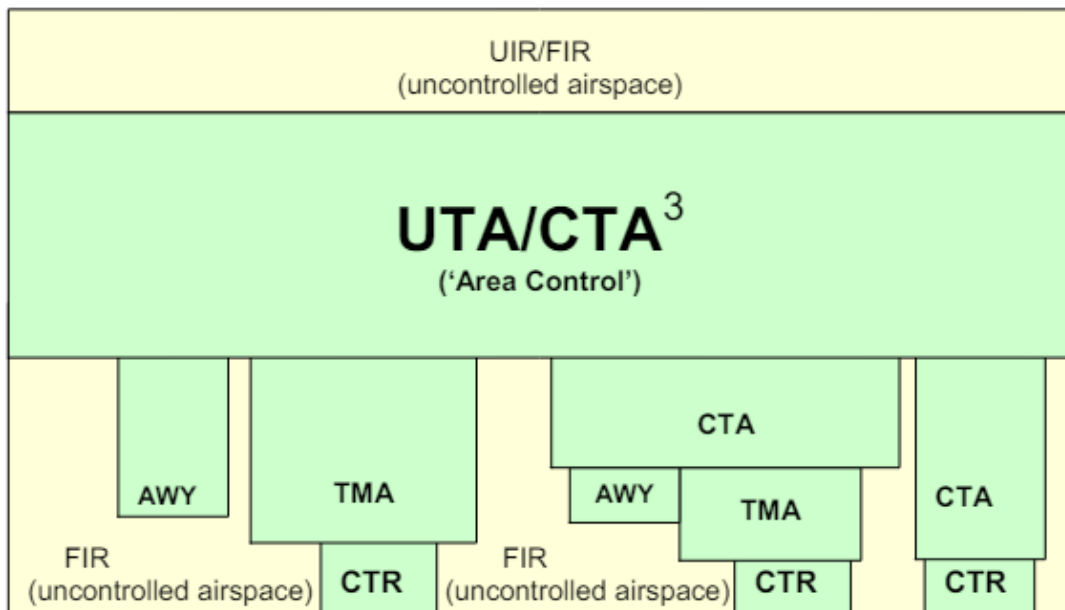 UIR/FIR
(uncontrolled airspace)
UTA/CTA³
(‘Area Control’)
CTA
AWY
TMA
AWY
TMA
CTA
FIR
(uncontrolled airspace)
CTR
FIR
(uncontrolled airspace)
CTR
CTR